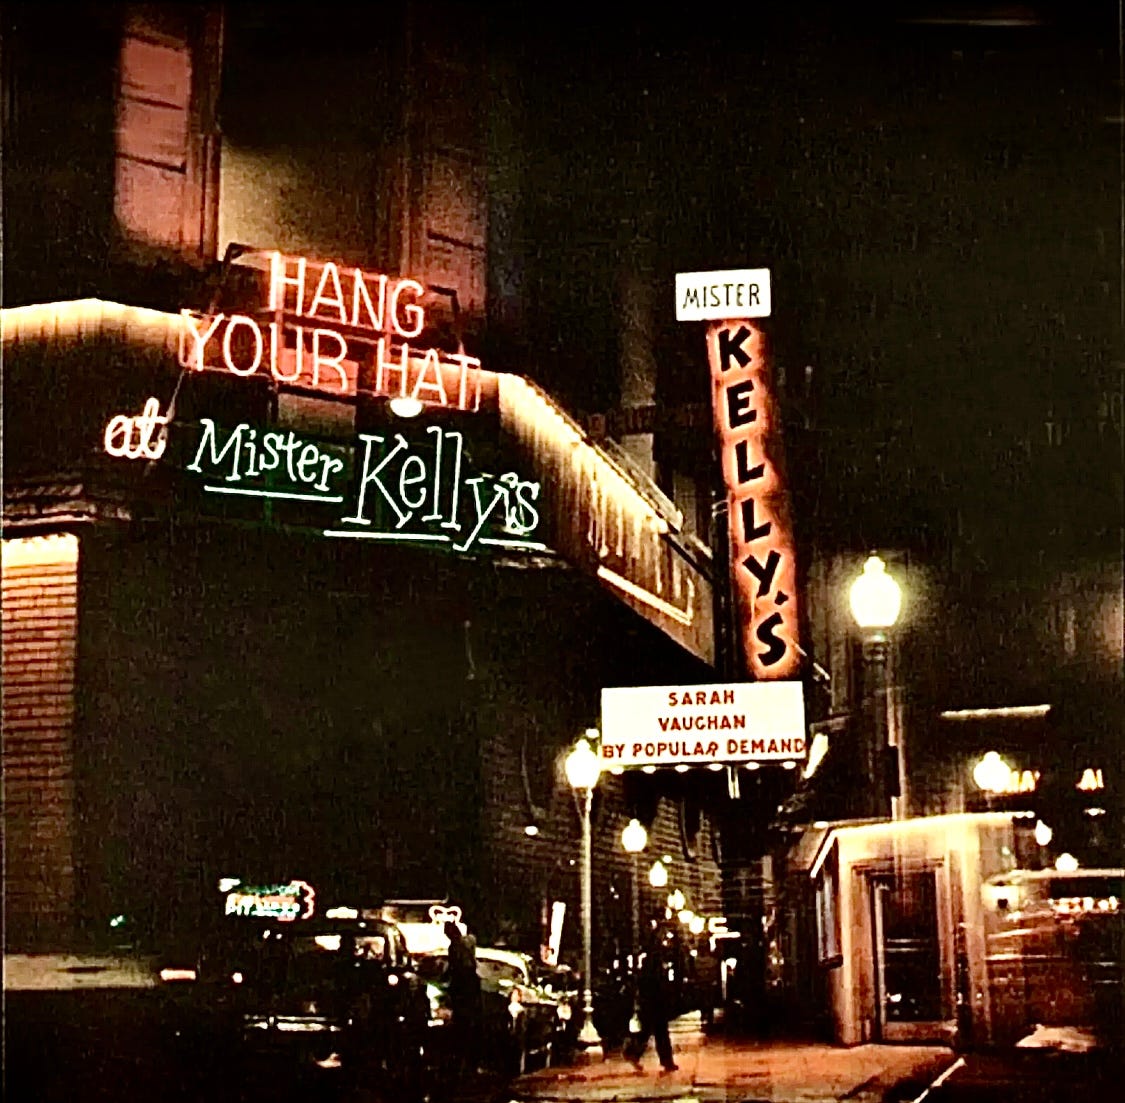 HANG
YOUR HAT
at Mister Kelly's
MISTER
KELLY'S
SARAH
VAUGHAN
BY POPULAR DEMAND